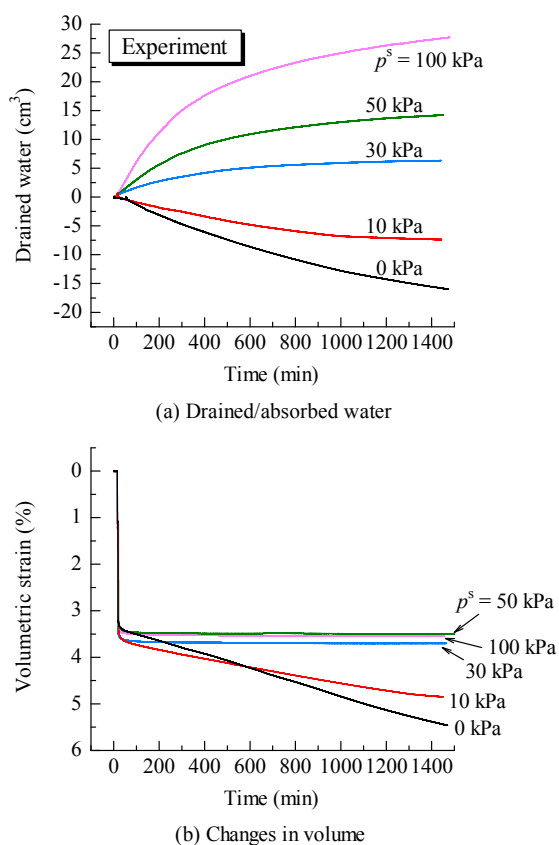 30
25
20
15
10
5
0
-5
-10
-15
-20
Drained water (cm³)
Experiment
pˢ = 100 kPa
50 kPa
30 kPa
10 kPa
0 kPa
0 200 400 600 800 1000 1200 1400
Time (min)
(a) Drained/absorbed water
0
1
2
3
4
5
6
Volumetric strain (%)
pˢ = 50 kPa
100 kPa
30 kPa
10 kPa
0 kPa
0 200 400 600 800 1000 1200 1400
Time (min)
(b) Changes in volume